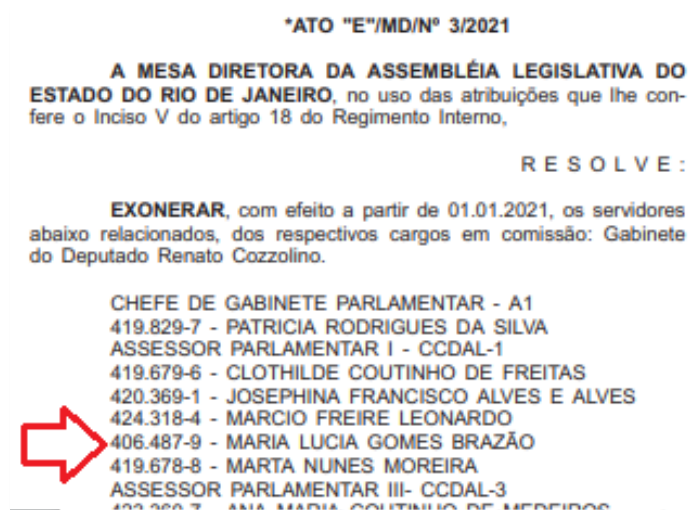 *ATO "E"/MD/Nº 3/2021
A MESA DIRETORA DA ASSEMBLÉIA LEGISLATIVA DO
ESTADO DO RIO DE JANEIRO, no uso das atribuições que lhe con-
fere o Inciso V do artigo 18 do Regimento Interno,
R E S O L V E :
EXONERAR, com efeito a partir de 01.01.2021, os servidores
abaixo relacionados, dos respectivos cargos em comissão: Gabinete
do Deputado Renato Cozzolino.
CHEFE DE GABINETE PARLAMENTAR - A1
419.829-7 - PATRICIA RODRIGUES DA SILVA
ASSESSOR PARLAMENTAR I - CCDAL-1
419.679-6 - CLOTHILDE COUTINHO DE FREITAS
420.369-1 - JOSEPHINA FRANCISCO ALVES E ALVES
424.318-4 - MARCIO FREIRE LEONARDO
406.487-9 - MARIA LUCIA GOMES BRAZÃO
419.678-8 - MARTA NUNES MOREIRA
ASSESSOR PARLAMENTAR III- CCDAL-3
- ANA MARIA COUTINHO DE MEDEIROS